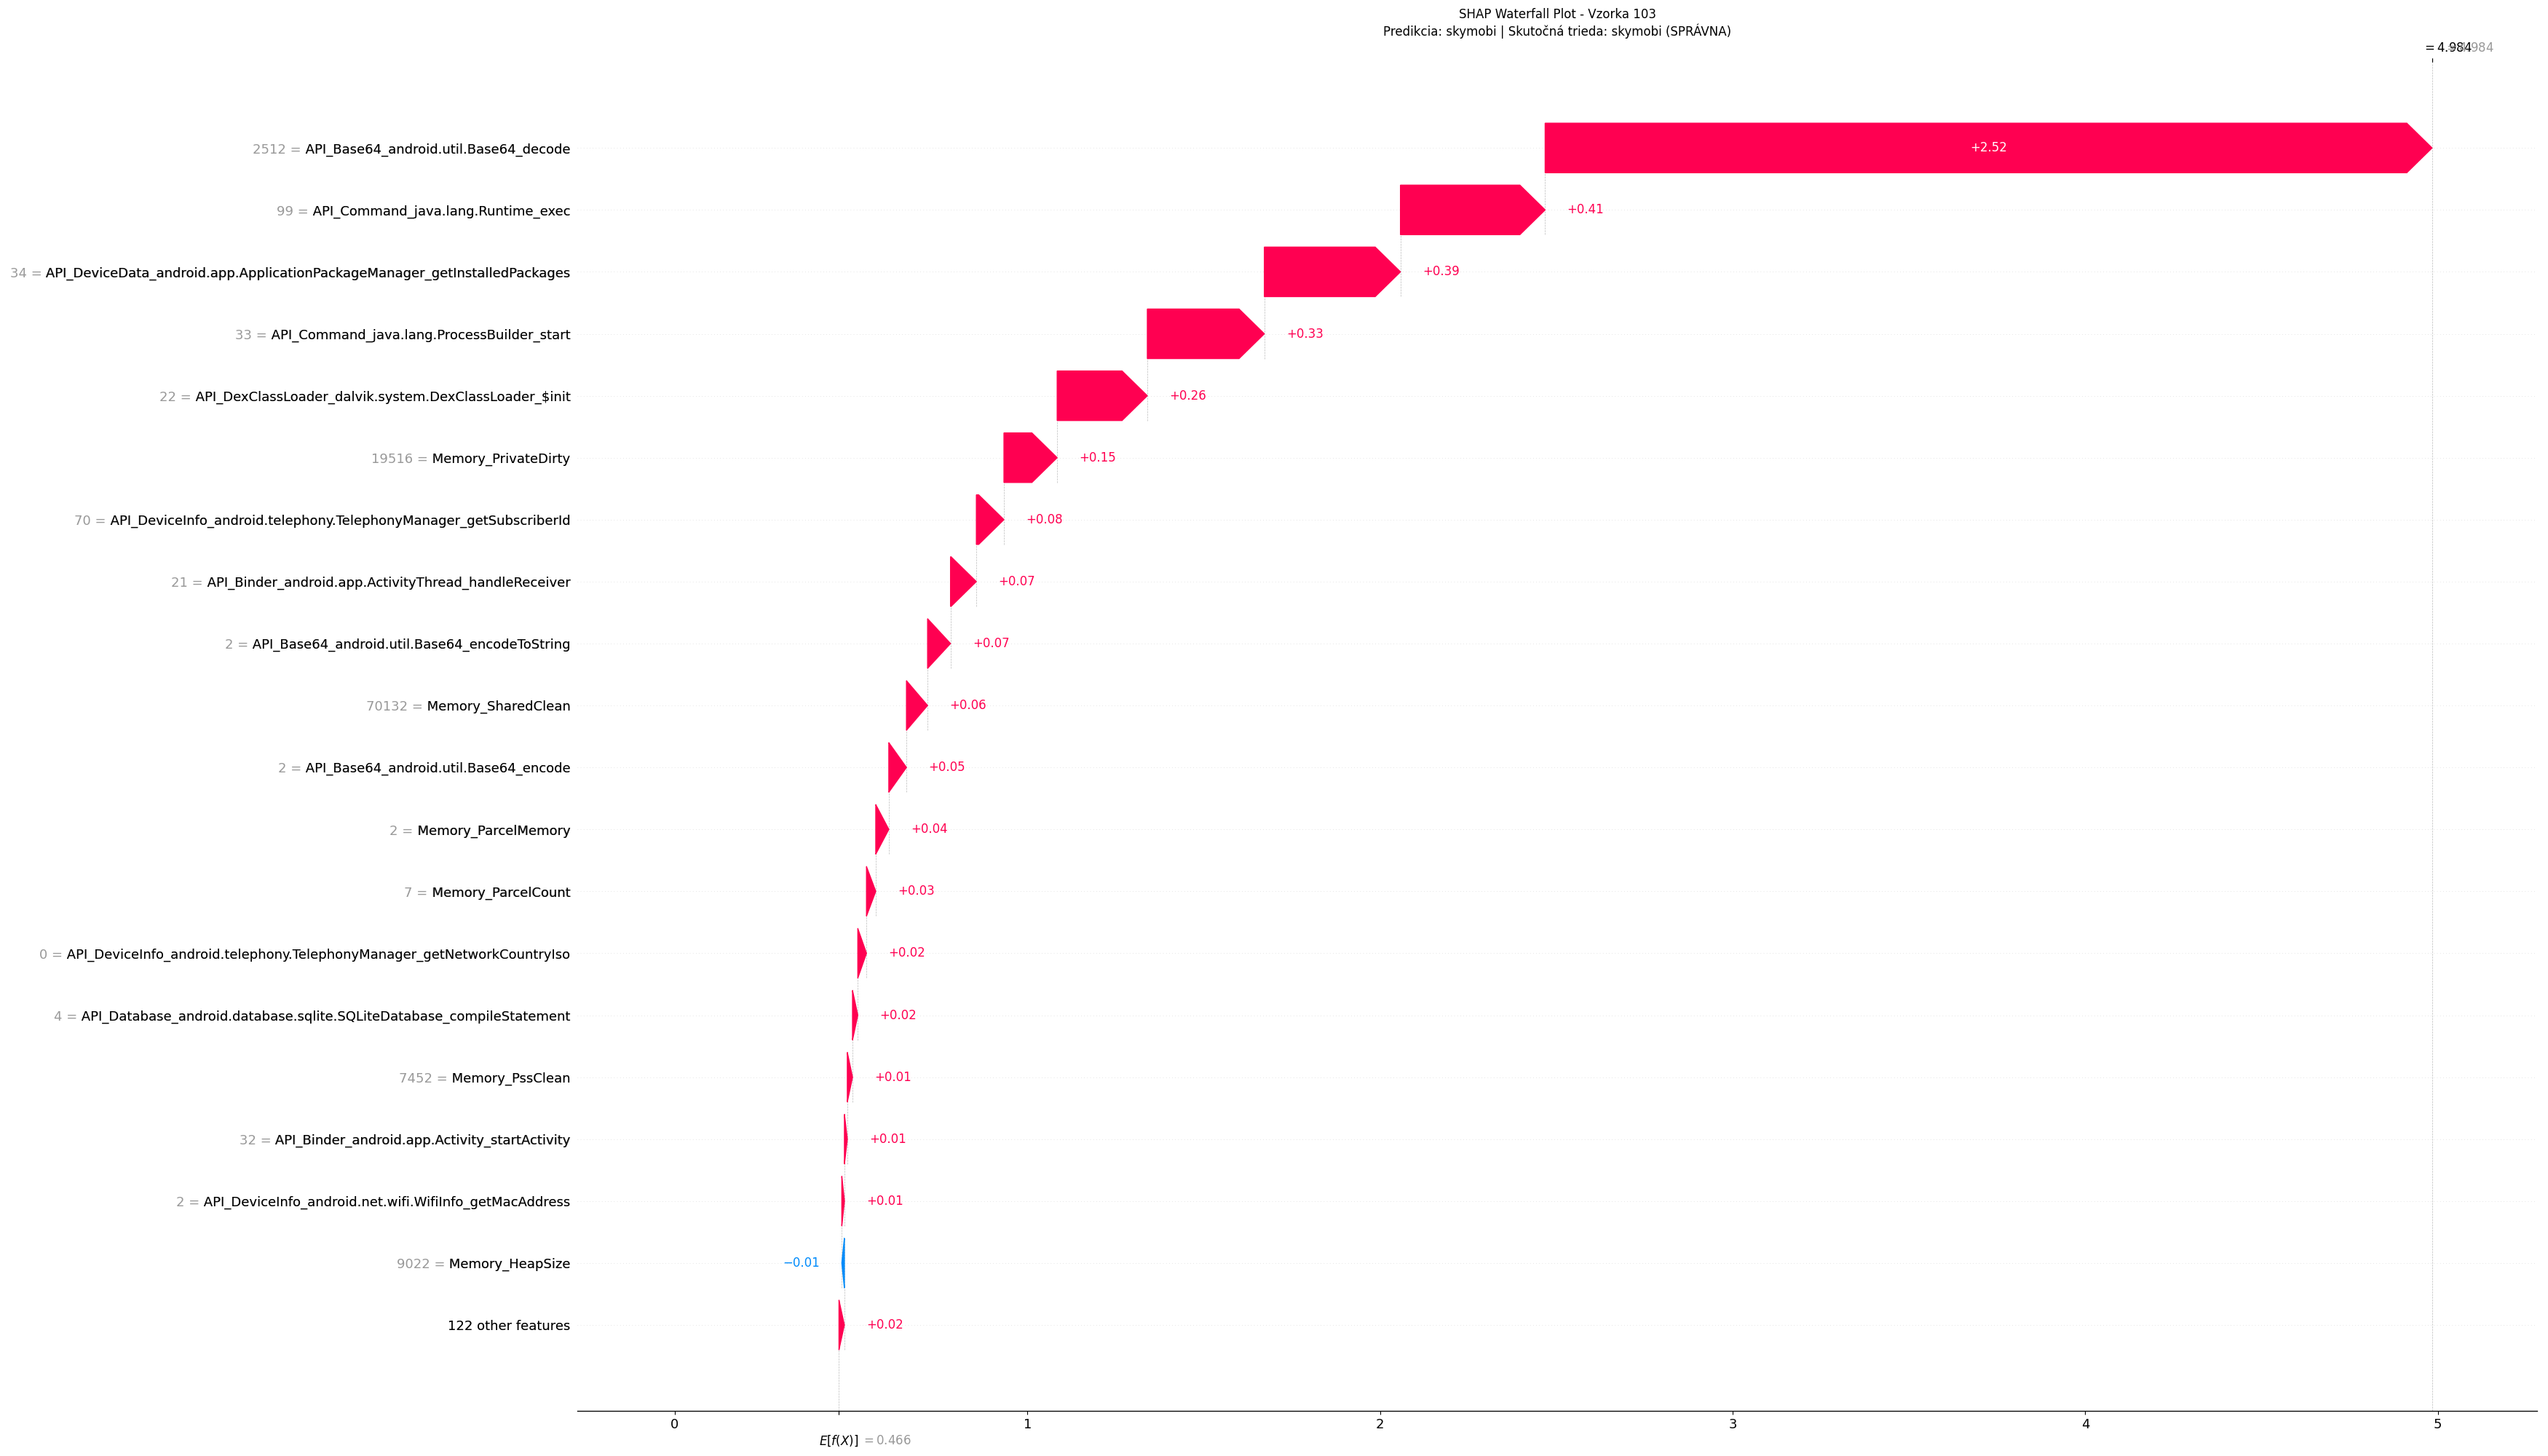 SHAP Waterfall Plot - Vzorka 103
Predikcia: skymobi | Skutočná trieda: skymobi (SPRÁVNA)
= 4.984
2512 = API_Base64_android.util.Base64_decode +2.52
99 = API_Command_java.lang.Runtime_exec +0.41
34 = API_DeviceData_android.app.ApplicationPackageManager_getInstalledPackages +0.39
33 = API_Command_java.lang.ProcessBuilder_start +0.33
22 = API_DexClassLoader_dalvik.system.DexClassLoader_$init +0.26
19516 = Memory_PrivateDirty +0.15
70 = API_DeviceInfo_android.telephony.TelephonyManager_getSubscriberId +0.08
21 = API_Binder_android.app.ActivityThread_handleReceiver +0.07
2 = API_Base64_android.util.Base64_encodeToString +0.07
70132 = Memory_SharedClean +0.06
2 = API_Base64_android.util.Base64_encode +0.05
2 = Memory_ParcelMemory +0.04
7 = Memory_ParcelCount +0.03
0 = API_DeviceInfo_android.telephony.TelephonyManager_getNetworkCountryIso +0.02
4 = API_Database_android.database.sqlite.SQLiteDatabase_compileStatement +0.02
7452 = Memory_PssClean +0.01
32 = API_Binder_android.app.Activity_startActivity +0.01
2 = API_DeviceInfo_android.net.wifi.WifiInfo_getMacAddress +0.01
9022 = Memory_HeapSize −0.01
122 other features +0.02
0 1 2 3 4 5
E[f(X)] = 0.466